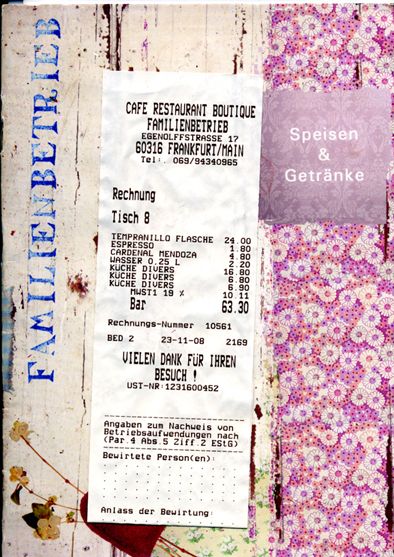 FAMILIENBETRIEB
CAFE RESTAURANT BOUTIQUE
FAMILIENBETRIEB
EGENOLFFSTRASSE 17
60316 FRANKFURT/MAIN
Tel:. 069/94340965
Speisen
&
Getränke
Rechnung
Tisch 8
TEMPRANILLO FLASCHE 24.00
ESPRESSO 1.80
CARDENAL MENDOZA 4.80
WASSER 0,25 L 2.20
KÜCHE DIVERS 16.80
KÜCHE DIVERS 6.80
KÜCHE DIVERS 6.90
MWST1 19 % 10.11
Bar 63.30
Rechnungs-Nummer 10561
BED 2 23-11-08 2169
VIELEN DANK FÜR IHREN
BESUCH !
UST-NR:1231600452
Angaben zum Nachweis von
Betriebsaufwendungen nach
(Par.4 Abs.5 Ziff.2 EStG)
Bewirtete Person(en):
Anlass der Bewirtung: